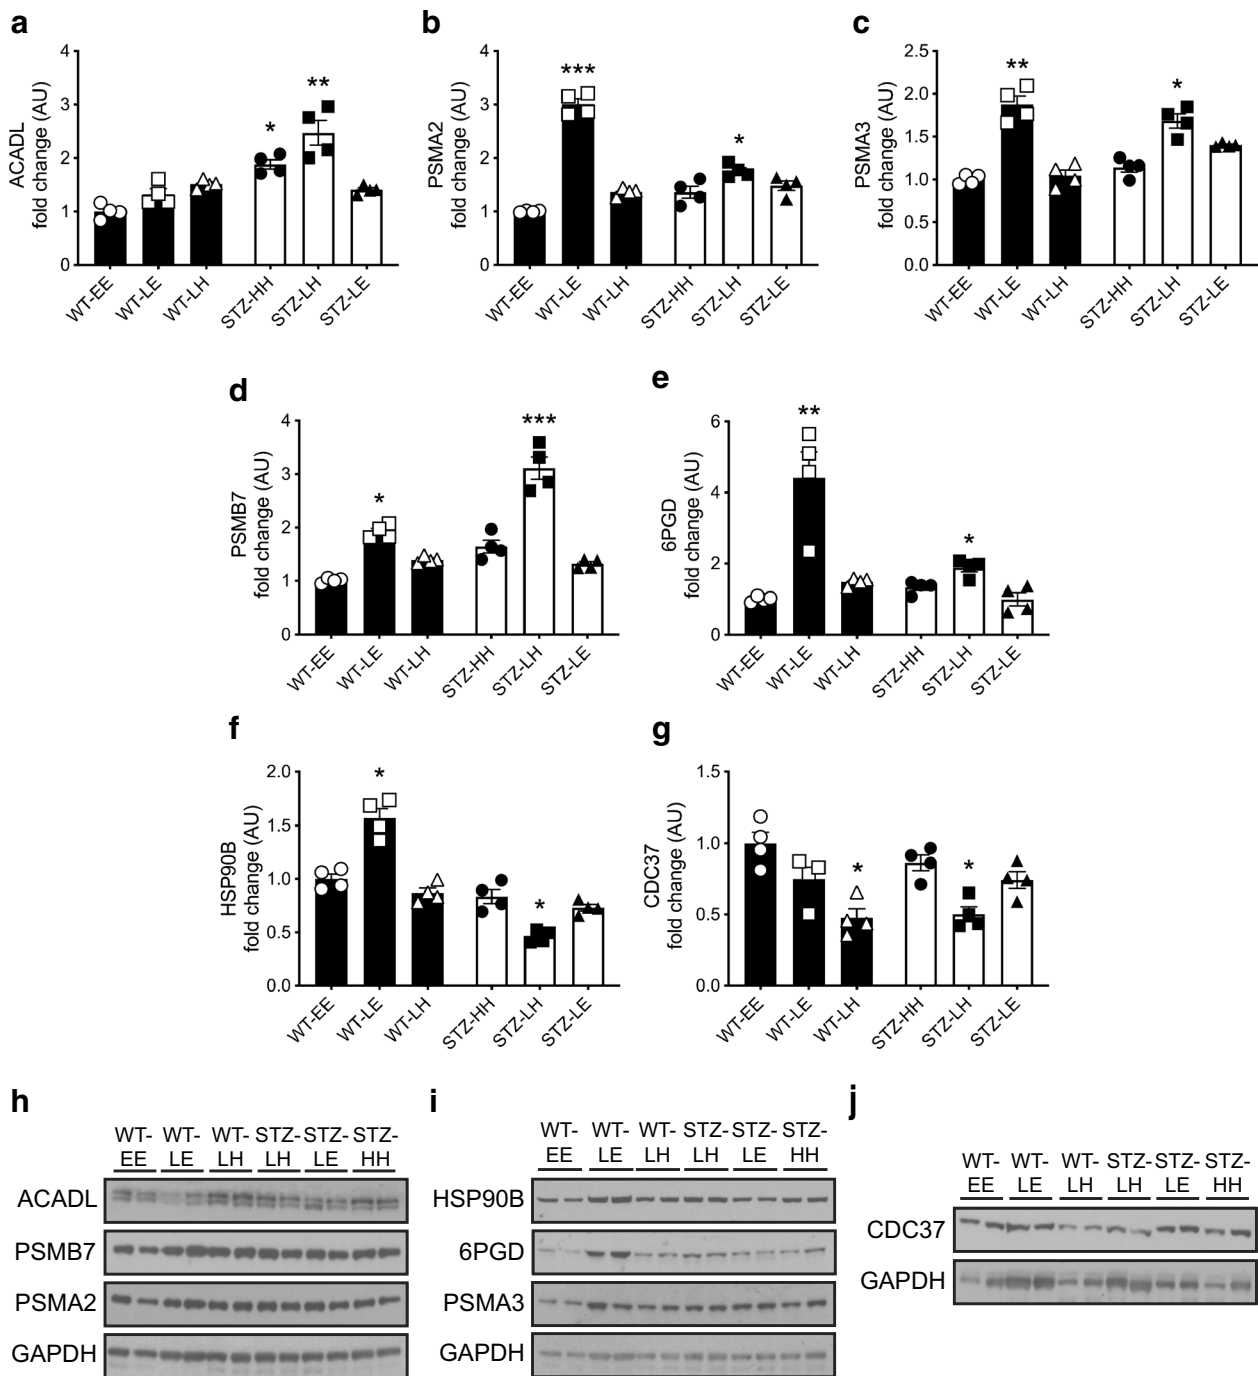 a
ACADL
fold change (AU)
4
3
2
1
0
*
**
WT-EE
WT-LE
WT-LH
STZ-HH
STZ-LH
STZ-LE
b
PSMA2
fold change (AU)
4
3
2
1
0
***
*
WT-EE
WT-LE
WT-LH
STZ-HH
STZ-LH
STZ-LE
c
PSMA3
fold change (AU)
2.5
2.0
1.5
1.0
0.5
0.0
**
*
WT-EE
WT-LE
WT-LH
STZ-HH
STZ-LH
STZ-LE
d
PSMB7
fold change (AU)
4
3
2
1
0
*
***
WT-EE
WT-LE
WT-LH
STZ-HH
STZ-LH
STZ-LE
e
6PGD
fold change (AU)
6
4
2
0
**
*
WT-EE
WT-LE
WT-LH
STZ-HH
STZ-LH
STZ-LE
f
HSP90B
fold change (AU)
2.0
1.5
1.0
0.5
0.0
*
*
WT-EE
WT-LE
WT-LH
STZ-HH
STZ-LH
STZ-LE
g
CDC37
fold change (AU)
1.5
1.0
0.5
0.0
*
*
WT-EE
WT-LE
WT-LH
STZ-HH
STZ-LH
STZ-LE
h
WT- WT- WT- STZ- STZ- STZ-
EE LE LH LH LE HH
ACADL
PSMB7
PSMA2
GAPDH
i
WT- WT- WT- STZ- STZ- STZ-
EE LE LH LH LE HH
HSP90B
6PGD
PSMA3
GAPDH
j
WT- WT- WT- STZ- STZ- STZ-
EE LE LH LH LE HH
CDC37
GAPDH